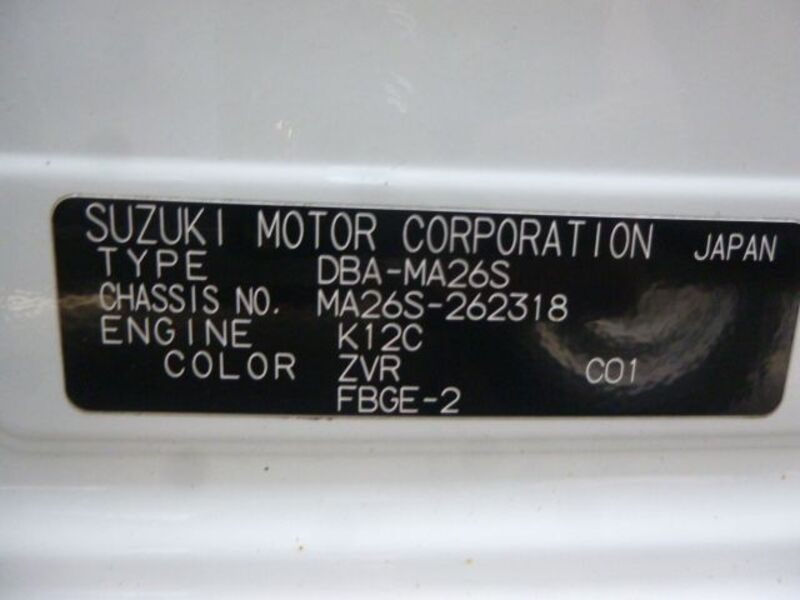 SUZUKI MOTOR CORPORATION JAPAN
TYPE DBA-MA26S
CHASSIS NO. MA26S-262318
ENGINE K12C
COLOR ZVR C01
FBGE-2